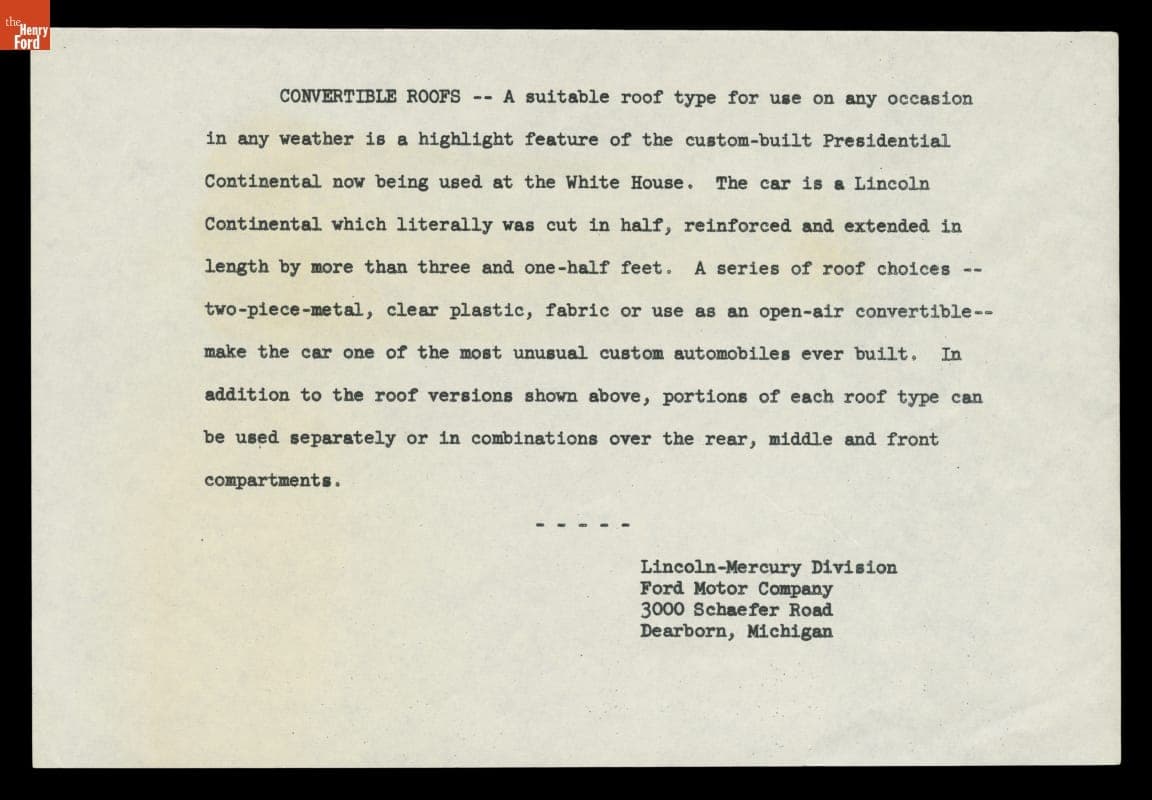 the
Henry
Ford
CONVERTIBLE ROOFS -- A suitable roof type for use on any occasion
in any weather is a highlight feature of the custom-built Presidential
Continental now being used at the White House. The car is a Lincoln
Continental which literally was cut in half, reinforced and extended in
length by more than three and one-half feet. A series of roof choices --
two-piece-metal, clear plastic, fabric or use as an open-air convertible--
make the car one of the most unusual custom automobiles ever built. In
addition to the roof versions shown above, portions of each roof type can
be used separately or in combinations over the rear, middle and front
compartments.
- - - - -
Lincoln-Mercury Division
Ford Motor Company
3000 Schaefer Road
Dearborn, Michigan